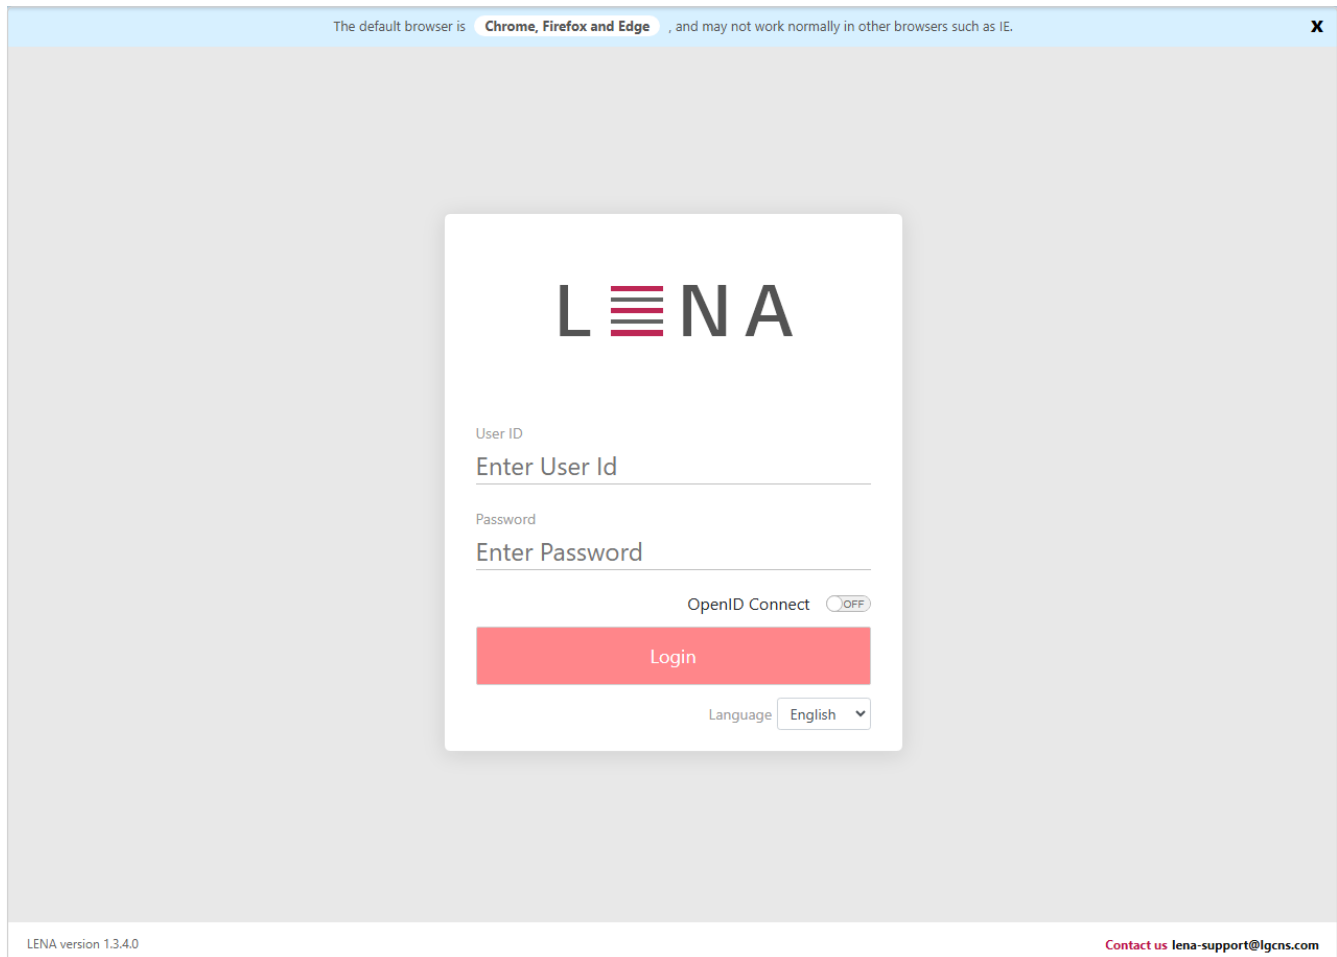 The default browser is Chrome, Firefox and Edge , and may not work normally in other browsers such as IE. X
LENA
User ID
Enter User Id
Password
Enter Password
OpenID Connect OFF
Login
Language English
LENA version 1.3.4.0
Contact us lena-support@lgcns.com